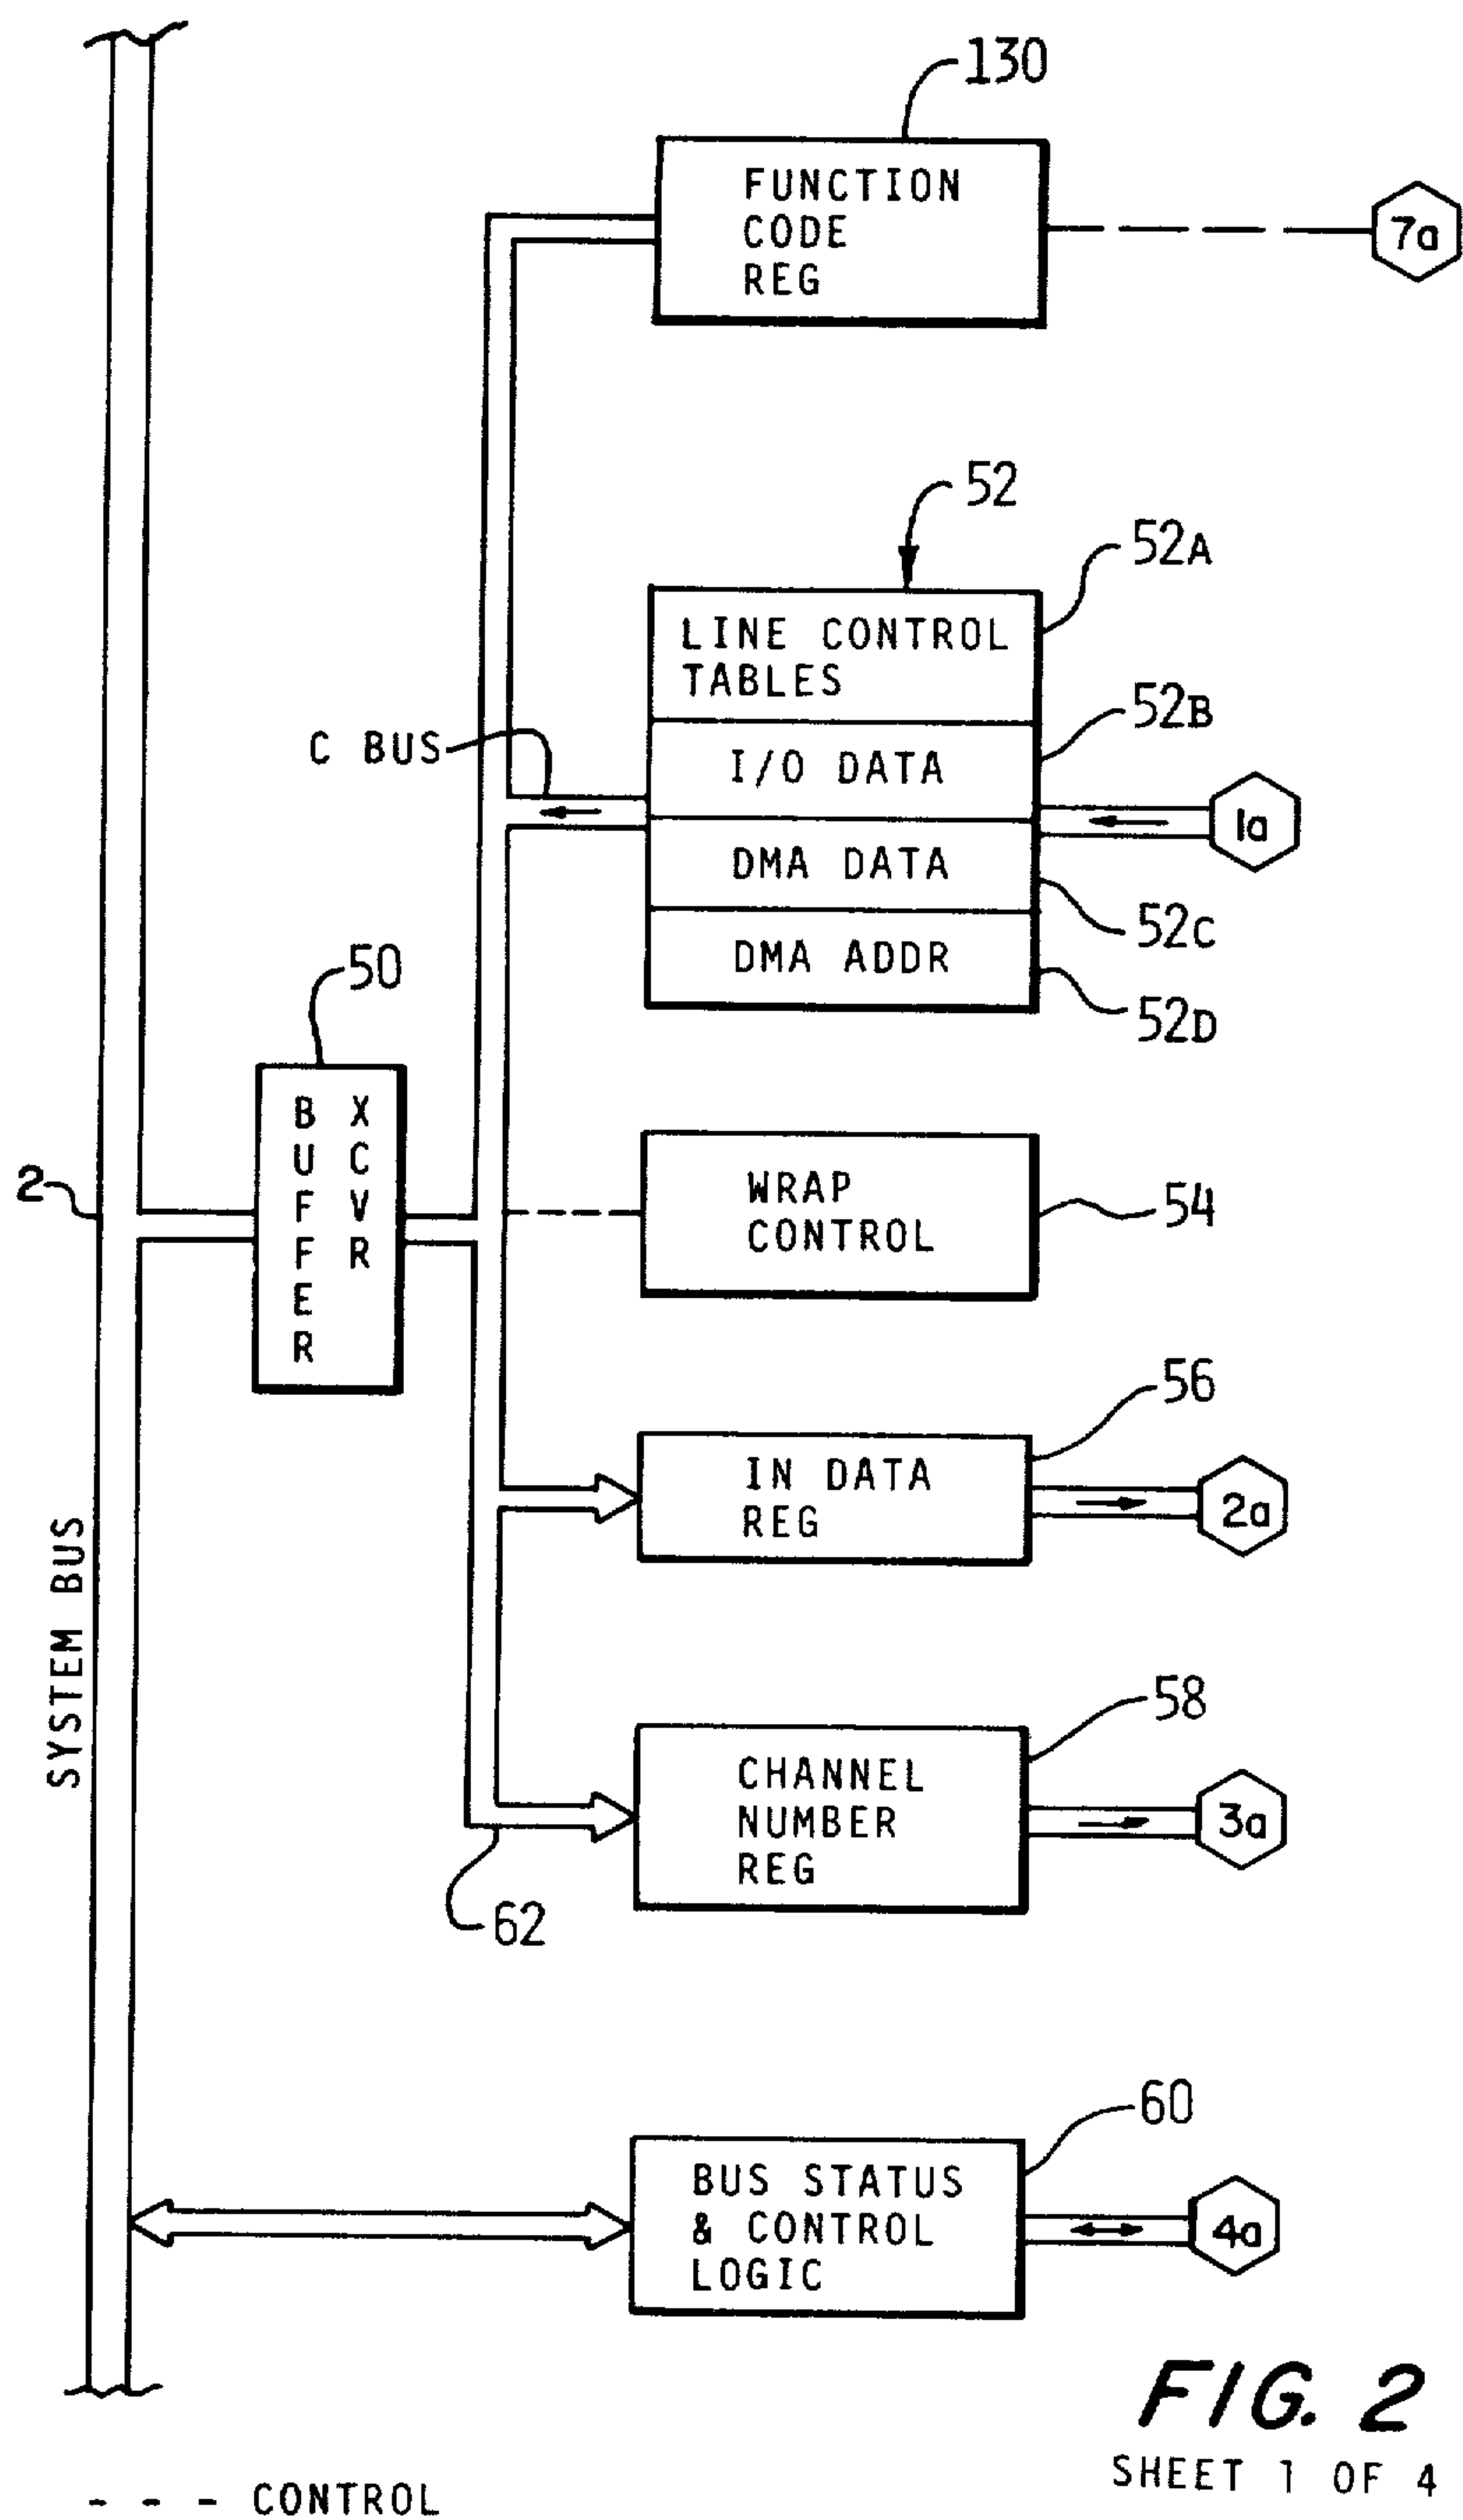 130
FUNCTION
CODE
REG
7a
52
52A
LINE CONTROL
TABLES
52B
C BUS
I/O DATA
1a
DMA DATA
52C
DMA ADDR
52D
50
BUFFER
XCVR
2
WRAP
CONTROL
54
56
IN DATA
REG
2a
SYSTEM BUS
58
CHANNEL
NUMBER
REG
3a
62
60
BUS STATUS
& CONTROL
LOGIC
4a
FIG. 2
SHEET 1 OF 4
- - - CONTROL